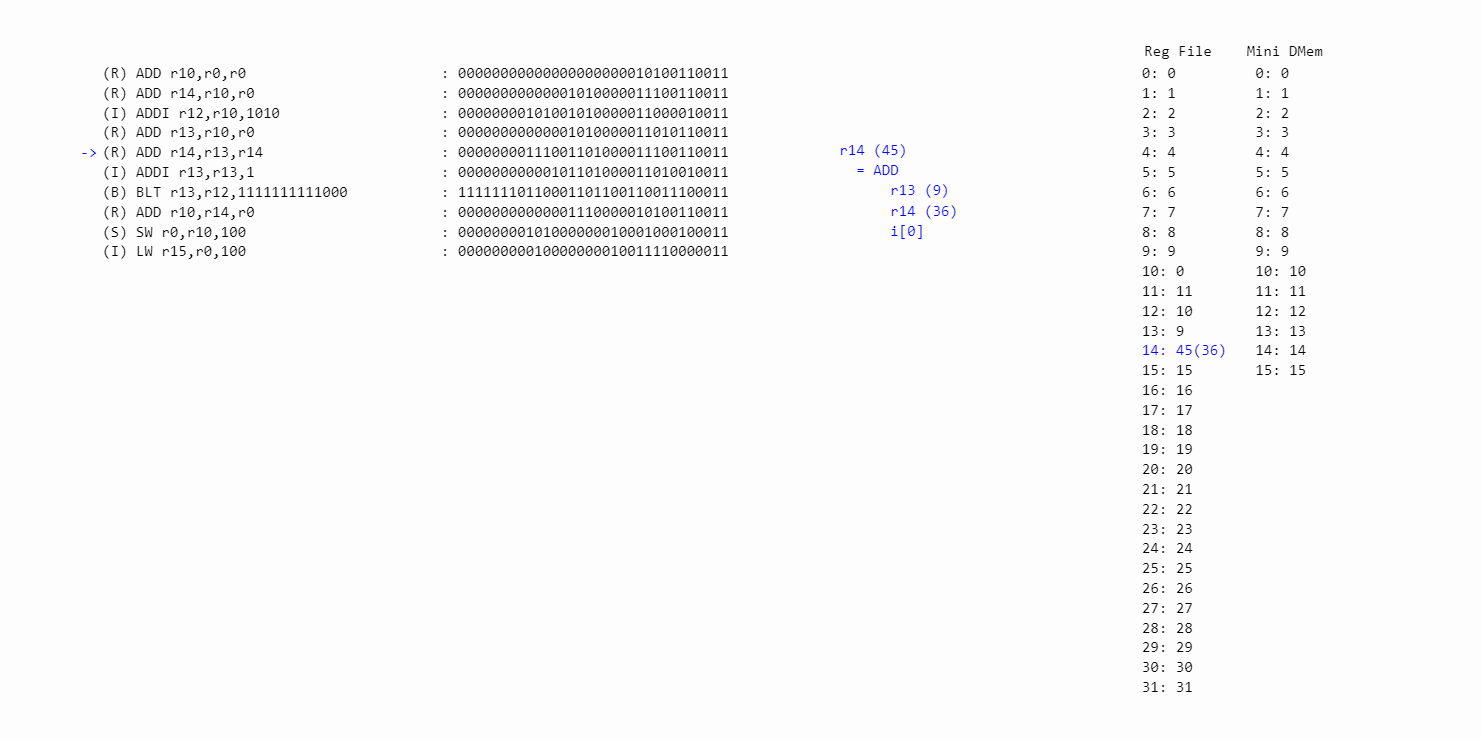 Reg File Mini DMem
(R) ADD r10,r0,r0 : 00000000000000000000010100110011 0: 0 0: 0
(R) ADD r14,r10,r0 : 00000000000001010000011100110011 1: 1 1: 1
(I) ADDI r12,r10,1010 : 00000000101001010000011000010011 2: 2 2: 2
(R) ADD r13,r10,r0 : 00000000000001010000011010110011 3: 3 3: 3
-> (R) ADD r14,r13,r14 : 00000000111001101000011100110011 r14 (45) 4: 4 4: 4
(I) ADDI r13,r13,1 : 00000000000101101000011010010011 = ADD 5: 5 5: 5
(B) BLT r13,r12,1111111111000 : 11111110110001101100110011100011 r13 (9) 6: 6 6: 6
(R) ADD r10,r14,r0 : 00000000000001110000010100110011 r14 (36) 7: 7 7: 7
(S) SW r0,r10,100 : 00000000101000000010001000100011 i[0] 8: 8 8: 8
(I) LW r15,r0,100 : 00000000010000000010011110000011 9: 9 9: 9
10: 0 10: 10
11: 11 11: 11
12: 10 12: 12
13: 9 13: 13
14: 45(36) 14: 14
15: 15 15: 15
16: 16
17: 17
18: 18
19: 19
20: 20
21: 21
22: 22
23: 23
24: 24
25: 25
26: 26
27: 27
28: 28
29: 29
30: 30
31: 31